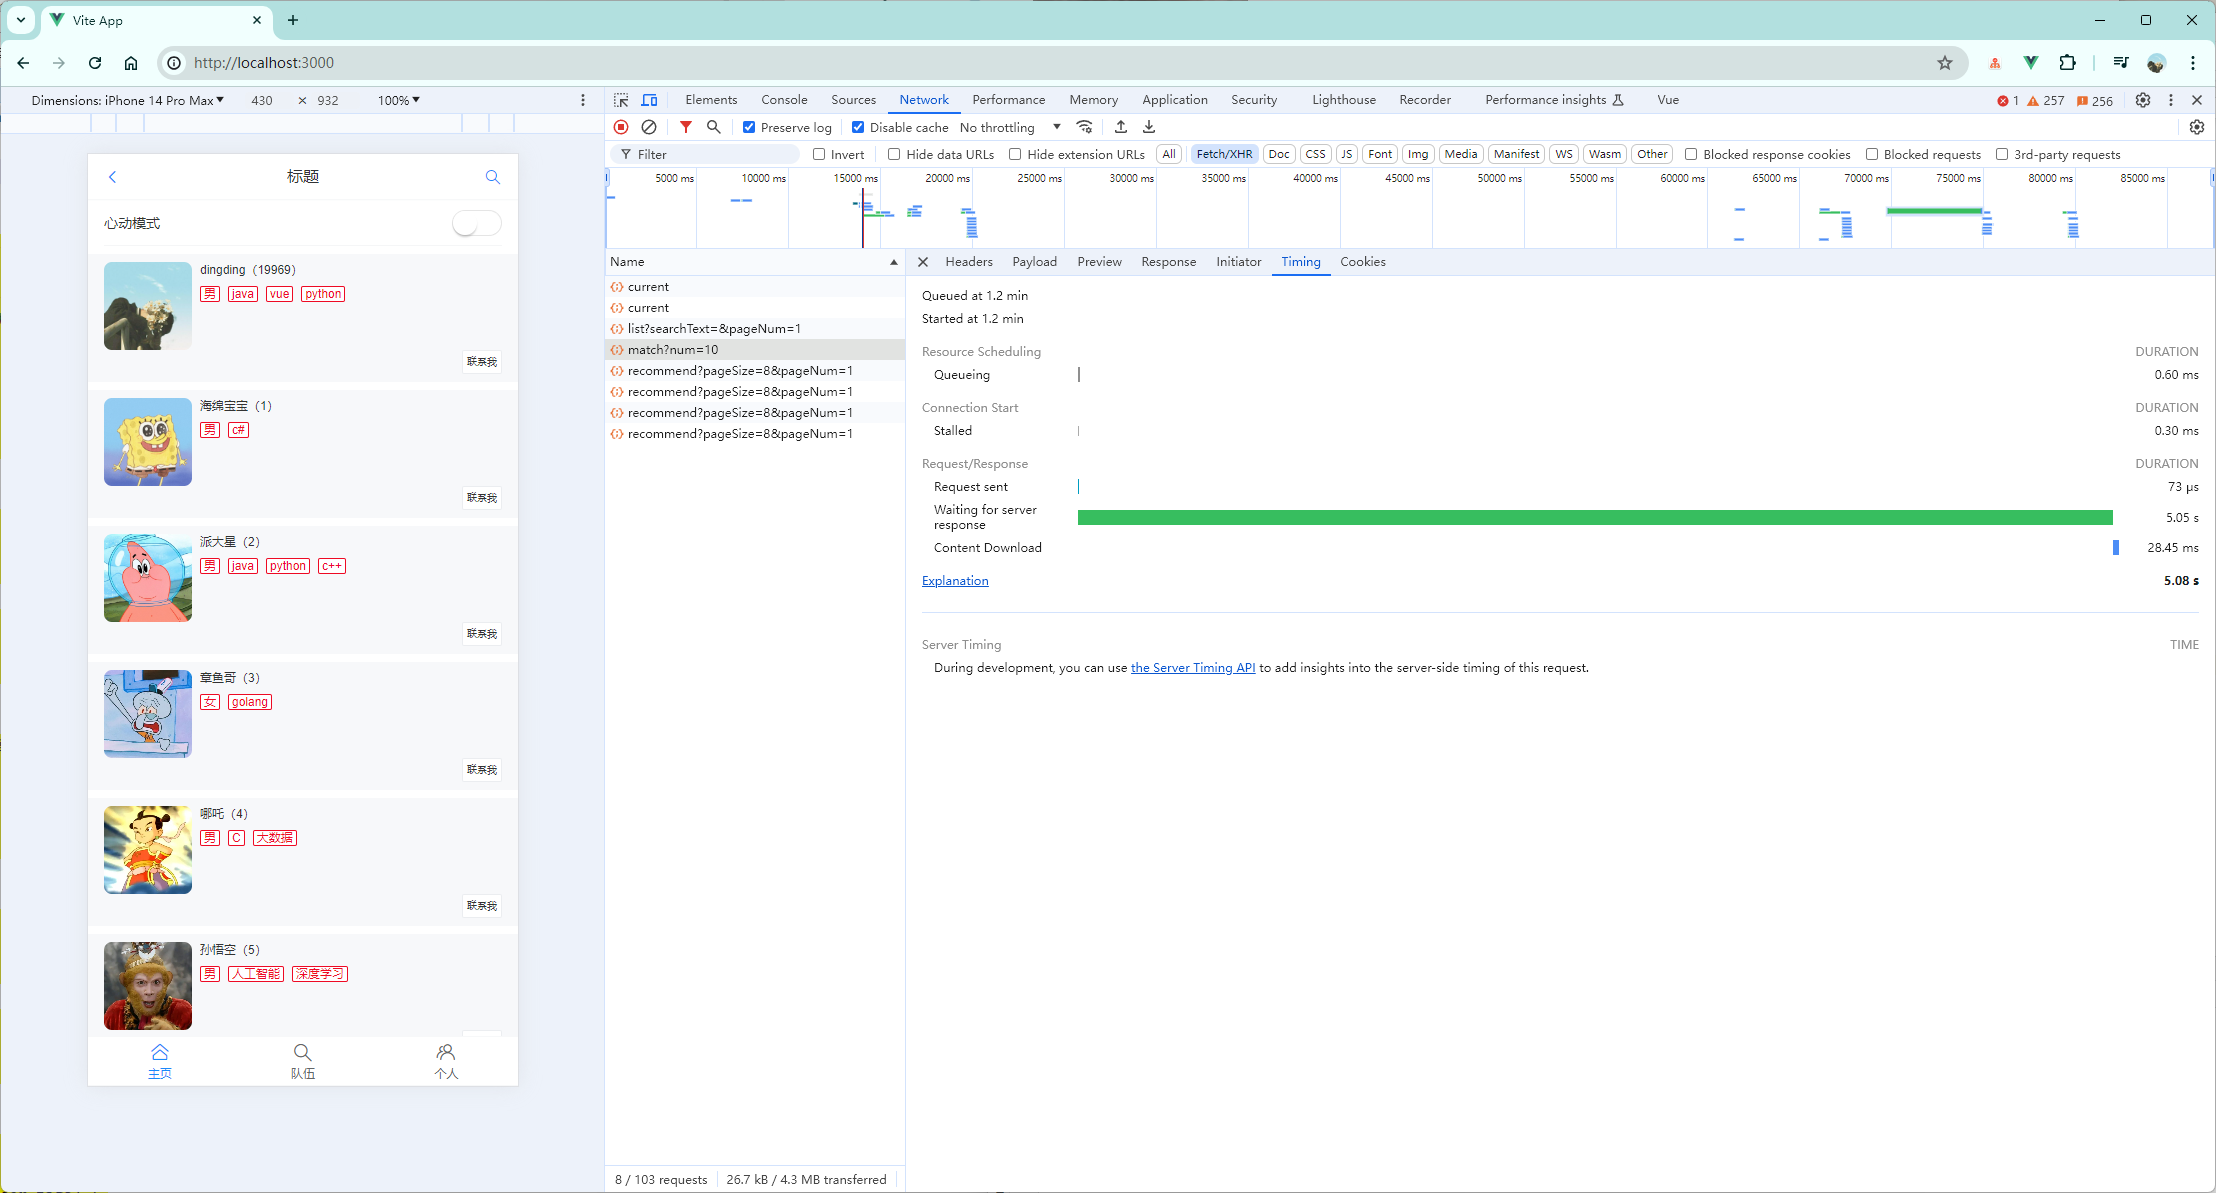 Vite App
http://localhost:3000
Dimensions: iPhone 14 Pro Max 430 × 932 100%
Elements Console Sources Network Performance Memory Application Security Lighthouse Recorder Performance insights Vue 1 257 256
Preserve log Disable cache No throttling
Filter Invert Hide data URLs Hide extension URLs All Fetch/XHR Doc CSS JS Font Img Media Manifest WS Wasm Other Blocked response cookies Blocked requests 3rd-party requests
5000 ms 10000 ms 15000 ms 20000 ms 25000 ms 30000 ms 35000 ms 40000 ms 45000 ms 50000 ms 55000 ms 60000 ms 65000 ms 70000 ms 75000 ms 80000 ms 85000 ms
标题
心动模式
dingding（19969）
男 java vue python
联系我
海绵宝宝（1）
男 c#
联系我
派大星（2）
男 java python c++
联系我
章鱼哥（3）
女 golang
联系我
哪吒（4）
男 C 大数据
联系我
孙悟空（5）
男 人工智能 深度学习
主页 队伍 个人
Name
current
current
list?searchText=&pageNum=1
match?num=10
recommend?pageSize=8&pageNum=1
recommend?pageSize=8&pageNum=1
recommend?pageSize=8&pageNum=1
recommend?pageSize=8&pageNum=1
8 / 103 requests 26.7 kB / 4.3 MB transferred
Headers Payload Preview Response Initiator Timing Cookies
Queued at 1.2 min
Started at 1.2 min
Resource Scheduling DURATION
Queueing 0.60 ms
Connection Start DURATION
Stalled 0.30 ms
Request/Response DURATION
Request sent 73 μs
Waiting for server
response 5.05 s
Content Download 28.45 ms
Explanation 5.08 s
Server Timing TIME
During development, you can use the Server Timing API to add insights into the server-side timing of this request.